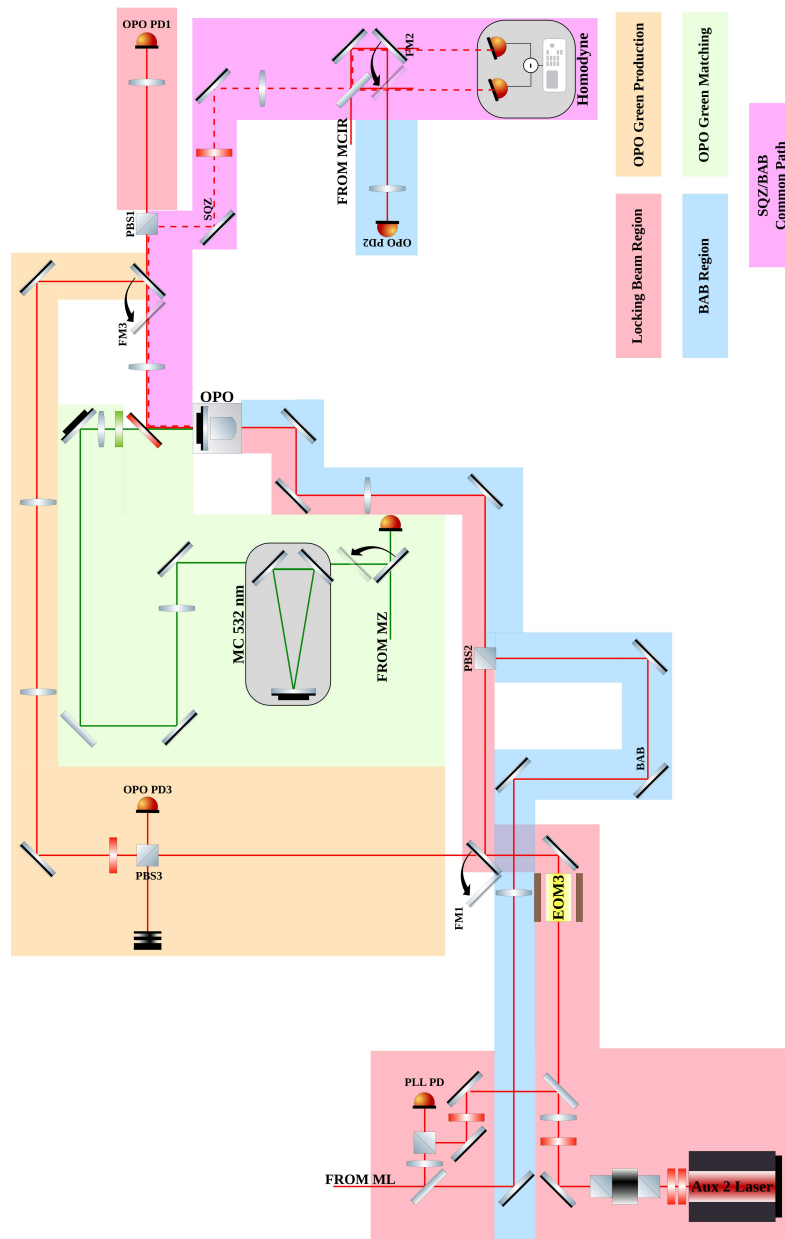 OPO PD1
FM2
Homodyne
FROM MCIR
OPO PD2
SQZ
PBS1
FM3
OPO
MC 532 nm
FROM MZ
PBS2
BAB
OPO PD3
PBS3
FM1
EOM3
PLL PD
FROM ML
Aux 2 Laser
OPO Green Production
OPO Green Matching
SQZ/BAB
Common Path
Locking Beam Region
BAB Region